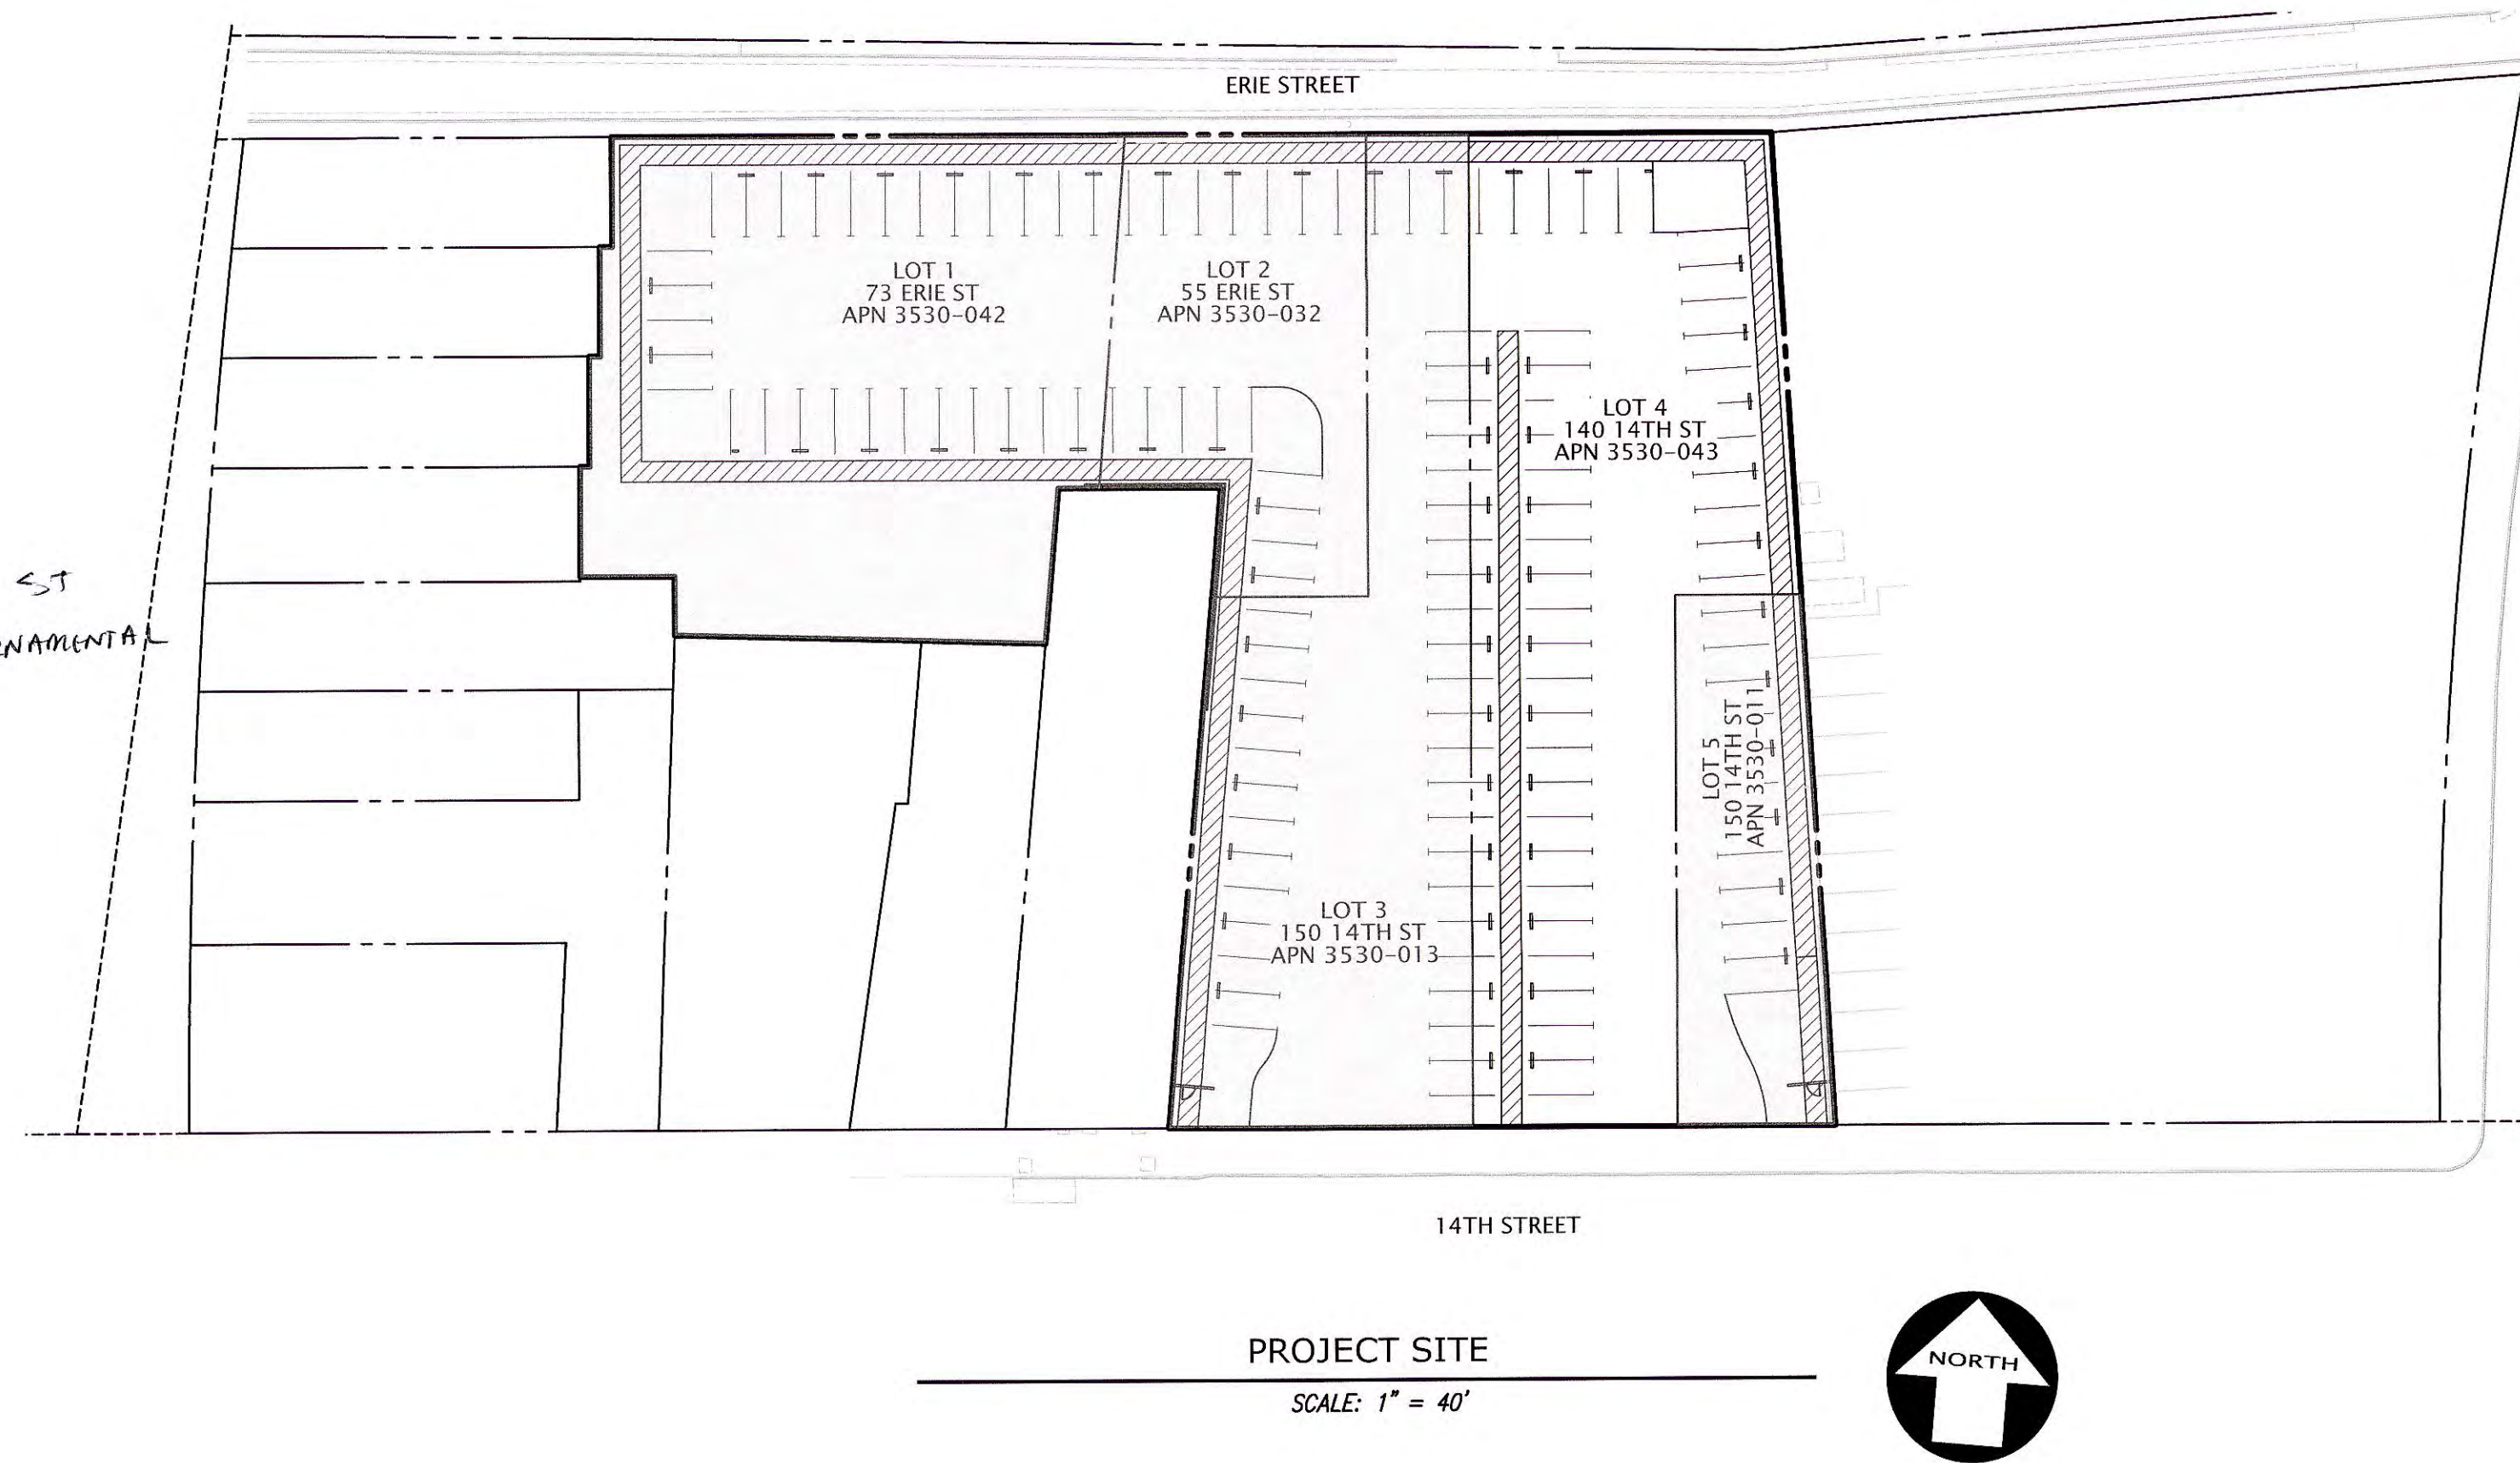 ERIE STREET
LOT 1
73 ERIE ST
APN 3530-042
LOT 2
55 ERIE ST
APN 3530-032
LOT 4
140 14TH ST
APN 3530-043
ST
LOT 5
150 14TH ST
APN 3530-011
LOT 3
150 14TH ST
APN 3530-013
14TH STREET
PROJECT SITE
SCALE: 1" = 40'
NORTH